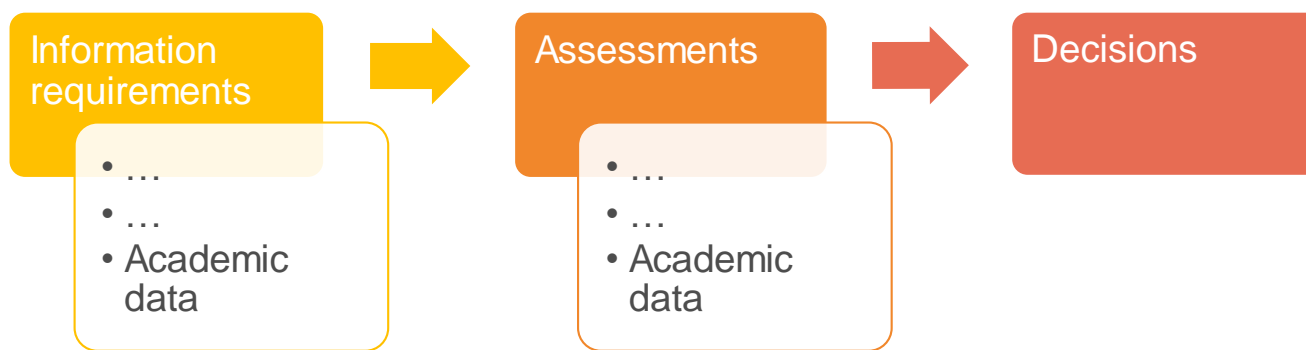 Information
requirements
• …
• …
• Academic
data
Assessments
• …
• …
• Academic
data
Decisions